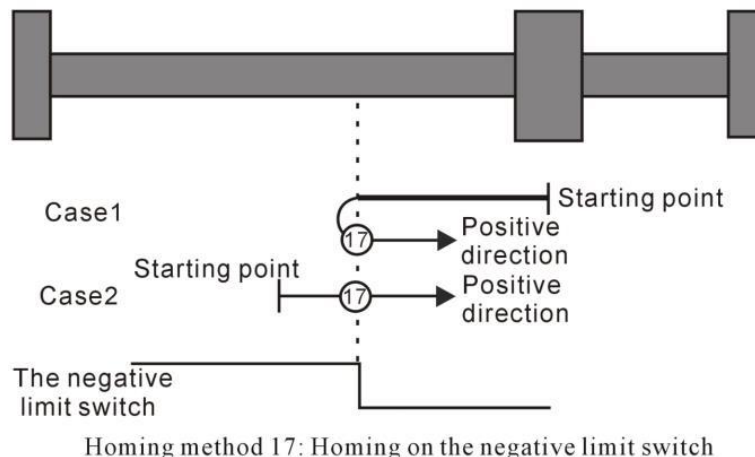 Case1
Starting point
17
Positive
direction
Starting point
Case2
17
Positive
direction
The negative
limit switch
Homing method 17: Homing on the negative limit switch